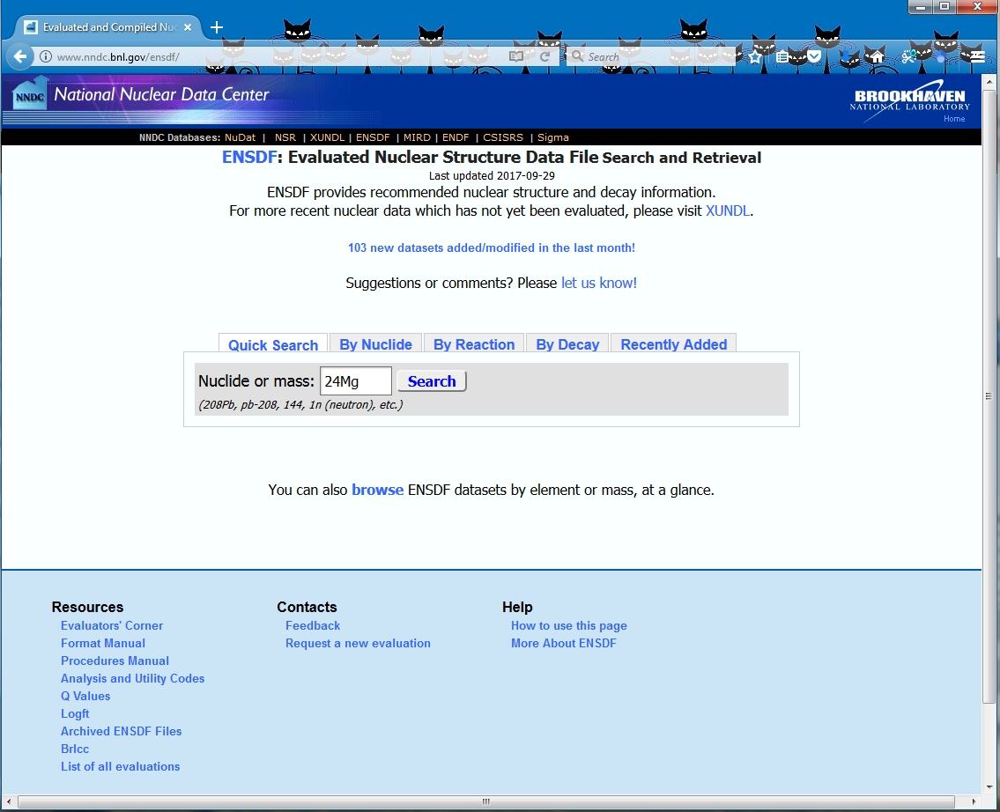 Evaluated and Compiled Nuc
www.nndc.bnl.gov/ensdf/
Search
NNDC
National Nuclear Data Center
BROOKHAVEN
NATIONAL LABORATORY
Home
NNDC Databases: NuDat | NSR | XUNDL | ENSDF | MIRD | ENDF | CSISRS | Sigma
ENSDF: Evaluated Nuclear Structure Data File Search and Retrieval
Last updated 2017-09-29
ENSDF provides recommended nuclear structure and decay information.
For more recent nuclear data which has not yet been evaluated, please visit XUNDL.
103 new datasets added/modified in the last month!
Suggestions or comments? Please let us know!
Quick Search By Nuclide By Reaction By Decay Recently Added
Nuclide or mass: 24Mg Search
(208Pb, pb-208, 144, 1n (neutron), etc.)
You can also browse ENSDF datasets by element or mass, at a glance.
Resources
Evaluators' Corner
Format Manual
Procedures Manual
Analysis and Utility Codes
Q Values
Logft
Archived ENSDF Files
BrIcc
List of all evaluations
Contacts
Feedback
Request a new evaluation
Help
How to use this page
More About ENSDF